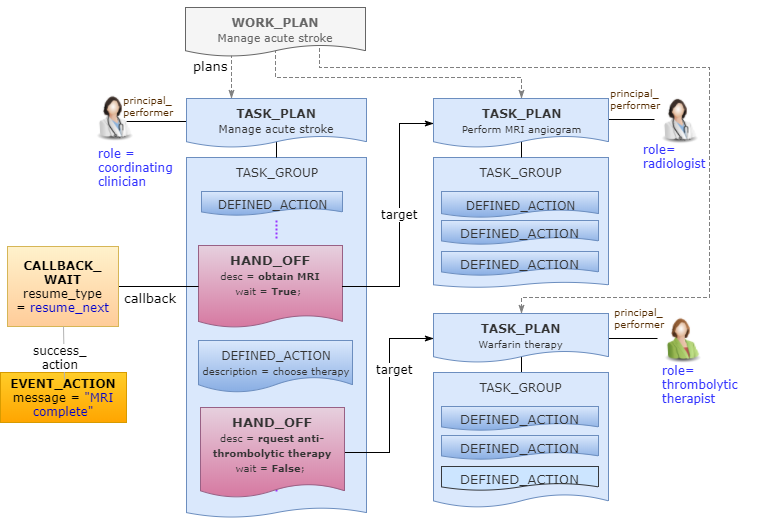 WORK_PLAN
Manage acute stroke
plans
principal_
performer
role =
coordinating
clinician
TASK_PLAN
Manage acute stroke
TASK_GROUP
DEFINED_ACTION
HAND_OFF
desc = obtain MRI
wait = True;
callback
CALLBACK_
WAIT
resume_type
= resume_next
success_
action
EVENT_ACTION
message = "MRI
complete”
DEFINED_ACTION
description = choose therapy
HAND_OFF
desc = rquest anti-
thrombolytic therapy
wait = False;
target
target
TASK_PLAN
Perform MRI angiogram
principal_
performer
role=
radiologist
TASK_GROUP
DEFINED_ACTION
DEFINED_ACTION
DEFINED_ACTION
TASK_PLAN
Warfarin therapy
principal_
performer
role=
thrombolytic
therapist
TASK_GROUP
DEFINED_ACTION
DEFINED_ACTION
DEFINED_ACTION